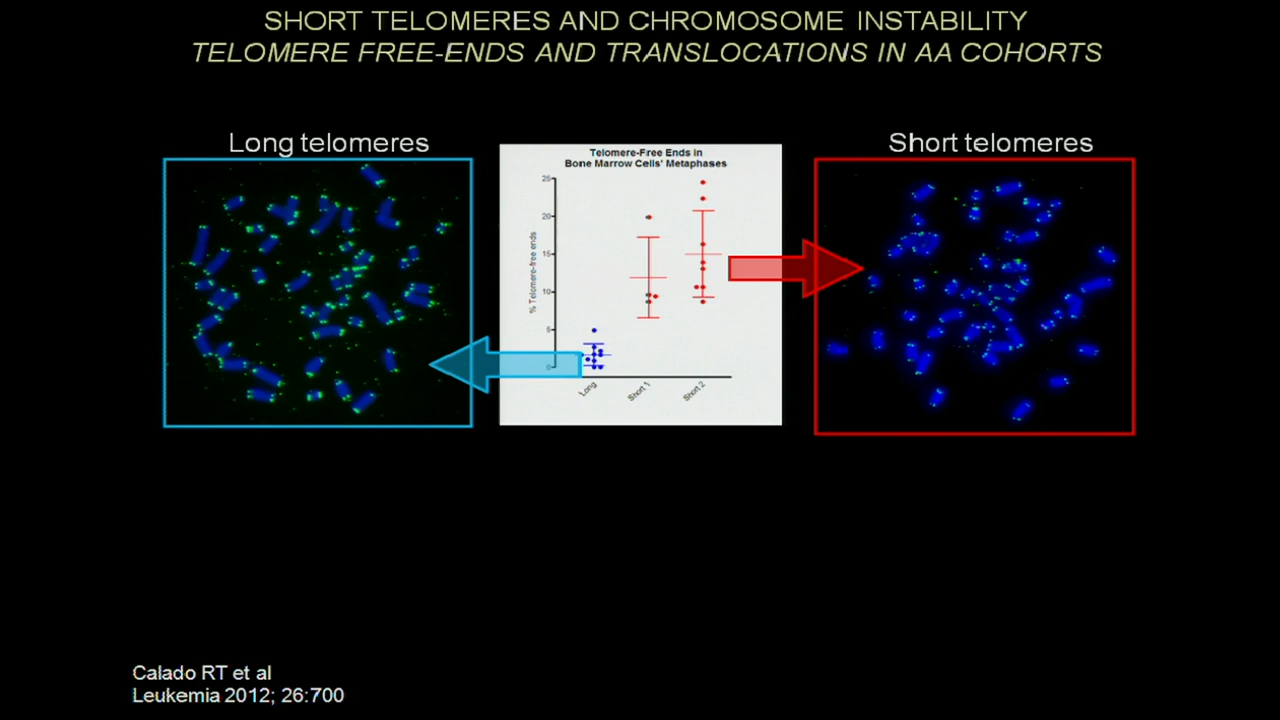 SHORT TELOMERES AND CHROMOSOME INSTABILITY
TELOMERE FREE-ENDS AND TRANSLOCATIONS IN AA COHORTS
Long telomeres
Short telomeres
Telomere-Free Ends in
Bone Marrow Cells' Metaphases
% Telomere-free ends
25
20
15
10
5
0
Long
Short 1
Short 2
Calado RT et al
Leukemia 2012; 26:700